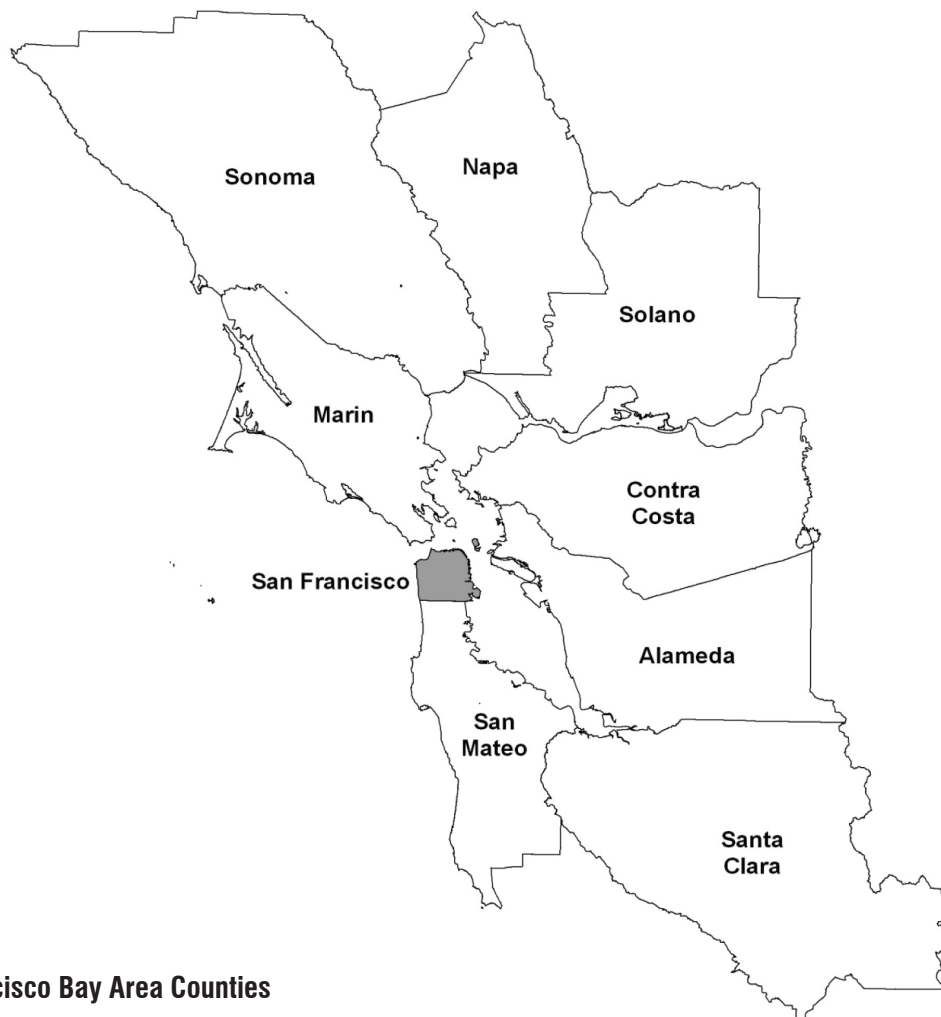 Sonoma
Napa
Solano
Marin
Contra
Costa
San Francisco
Alameda
San
Mateo
Santa
Clara
cisco Bay Area Counties